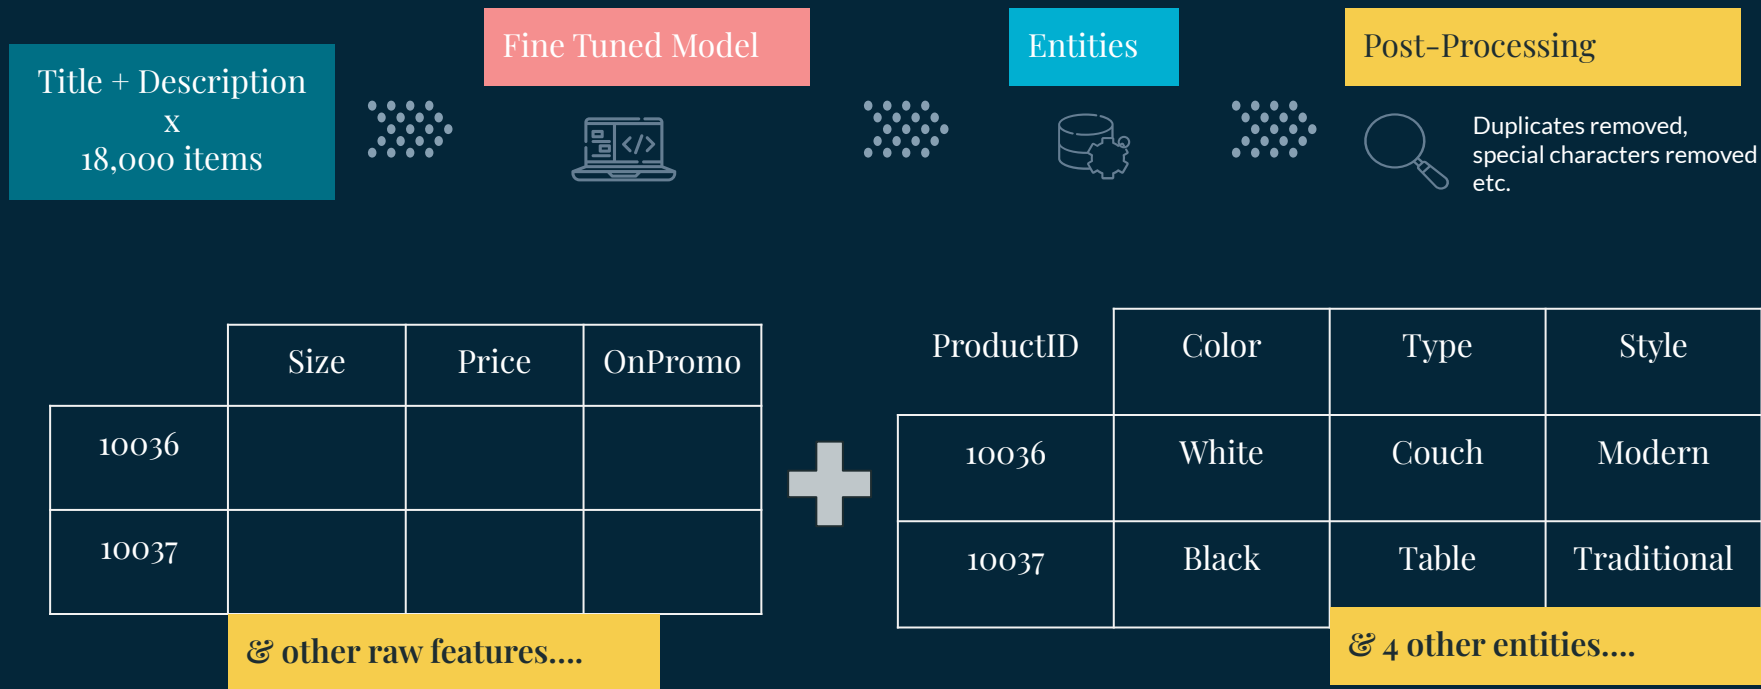 Title + Description
x
18,000 items
Fine Tuned Model
</>
Entities
Post-Processing
Duplicates removed,
special characters removed
etc.
Size Price OnPromo
10036
10037
& other raw features....
ProductID Color Type Style
10036 White Couch Modern
10037 Black Table Traditional
& 4 other entities....